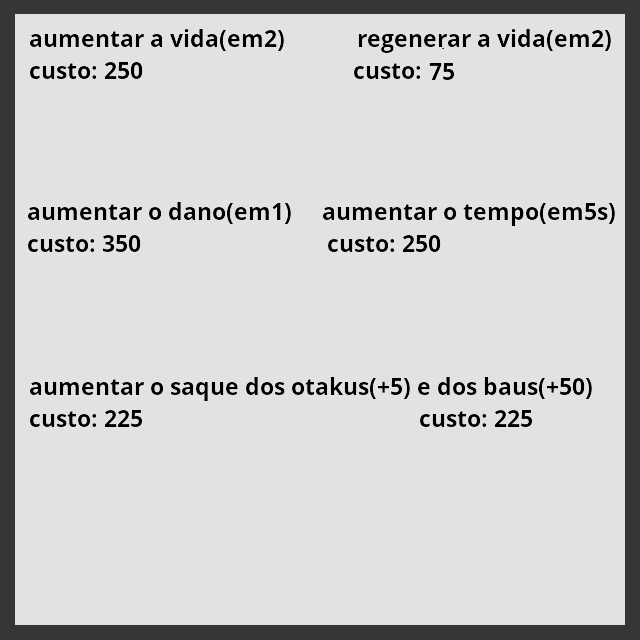 aumentar a vida(em2)
regenerar a vida(em2)
custo: 250
custo: 75
aumentar o dano(em1)
aumentar o tempo(em5s)
custo: 350
custo: 250
aumentar o saque dos otakus(+5) e dos baus(+50)
custo: 225
custo: 225